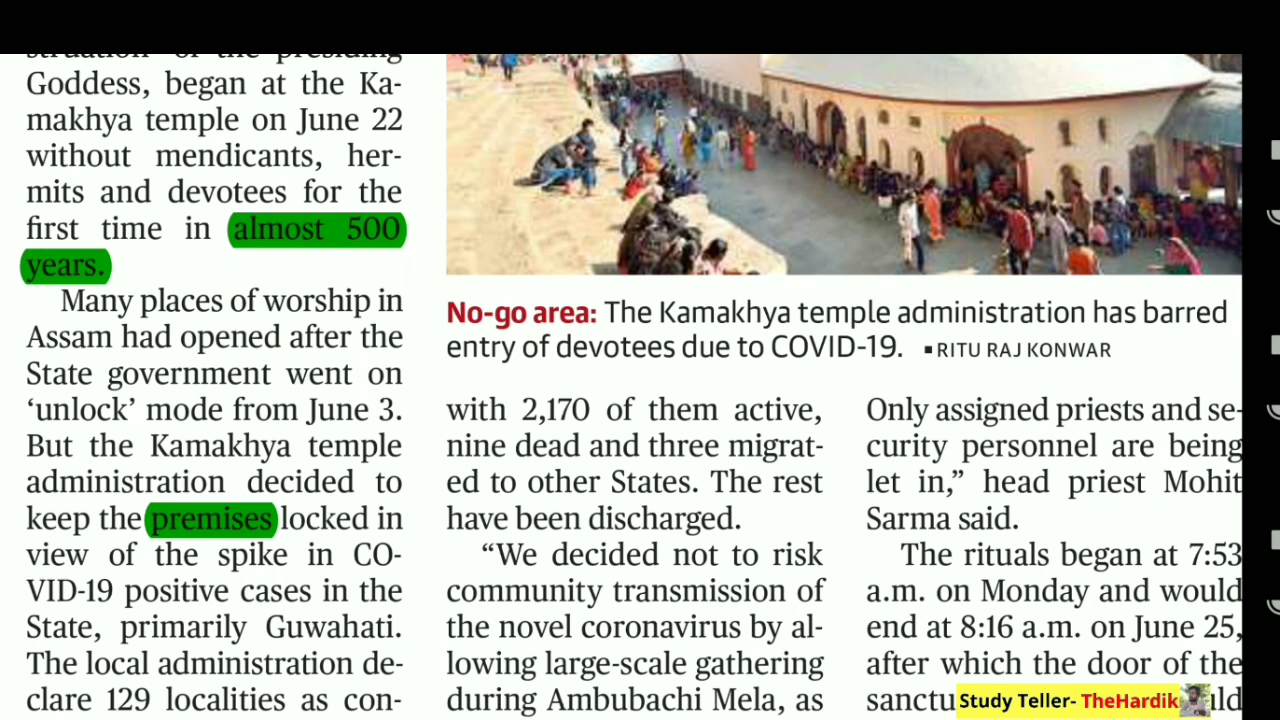 struation' of the presiding
Goddess, began at the Ka-
makhya temple on June 22
without mendicants, her-
mits and devotees for the
first time in almost 500
years.
Many places of worship in
Assam had opened after the
State government went on
‘unlock’ mode from June 3.
But the Kamakhya temple
administration decided to
keep the premises locked in
view of the spike in CO-
VID-19 positive cases in the
State, primarily Guwahati.
The local administration de-
clare 129 localities as con-
No-go area: The Kamakhya temple administration has barred
entry of devotees due to COVID-19. ▪ RITU RAJ KONWAR
with 2,170 of them active,
nine dead and three migrat-
ed to other States. The rest
have been discharged.
“We decided not to risk
community transmission of
the novel coronavirus by al-
lowing large-scale gathering
during Ambubachi Mela, as
Only assigned priests and se-
curity personnel are being
let in,” head priest Mohit
Sarma said.
The rituals began at 7:53
a.m. on Monday and would
end at 8:16 a.m. on June 25,
after which the door of the
Study Teller- TheHardik